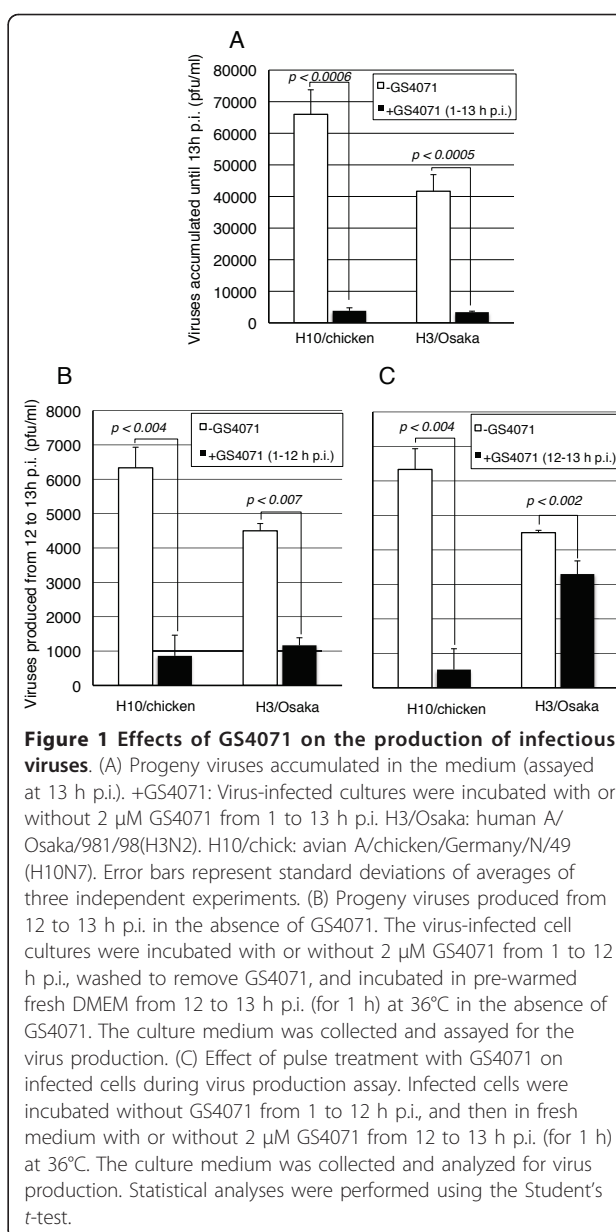 A
Viruses accumulated until 13h p.i. (pfu/ml)
80000
70000
60000
50000
40000
30000
20000
10000
0
p < 0.0006
-GS4071
+GS4071 (1-13 h p.i.)
p < 0.0005
H10/chicken
H3/Osaka
B
Viruses produced from 12 to 13h p.i. (pfu/ml)
8000
7000
6000
5000
4000
3000
2000
1000
0
p < 0.004
-GS4071
+GS4071 (1-12 h p.i.)
p < 0.007
H10/chicken
H3/Osaka
C
p < 0.004
-GS4071
+GS4071 (12-13 h p.i.)
p < 0.002
H10/chicken
H3/Osaka
Figure 1 Effects of GS4071 on the production of infectious
viruses. (A) Progeny viruses accumulated in the medium (assayed
at 13 h p.i.). +GS4071: Virus-infected cultures were incubated with or
without 2 μM GS4071 from 1 to 13 h p.i. H3/Osaka: human A/
Osaka/981/98(H3N2). H10/chick: avian A/chicken/Germany/N/49
(H10N7). Error bars represent standard deviations of averages of
three independent experiments. (B) Progeny viruses produced from
12 to 13 h p.i. in the absence of GS4071. The virus-infected cell
cultures were incubated with or without 2 μM GS4071 from 1 to 12
h p.i., washed to remove GS4071, and incubated in pre-warmed
fresh DMEM from 12 to 13 h p.i. (for 1 h) at 36°C in the absence of
GS4071. The culture medium was collected and assayed for the
virus production. (C) Effect of pulse treatment with GS4071 on
infected cells during virus production assay. Infected cells were
incubated without GS4071 from 1 to 12 h p.i., and then in fresh
medium with or without 2 μM GS4071 from 12 to 13 h p.i. (for 1 h)
at 36°C. The culture medium was collected and analyzed for virus
production. Statistical analyses were performed using the Student's
t-test.